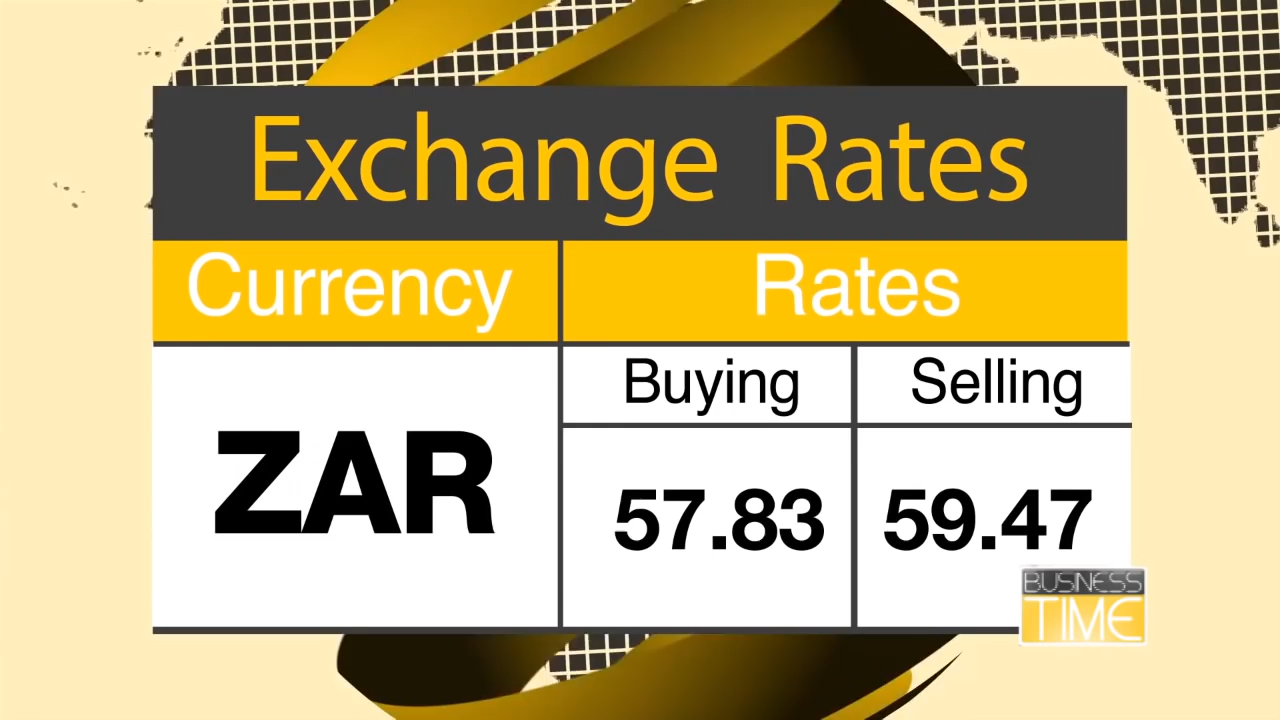 Exchange Rates
Currency Rates
Buying Selling
ZAR 57.83 59.47
BUSINESS
TIME